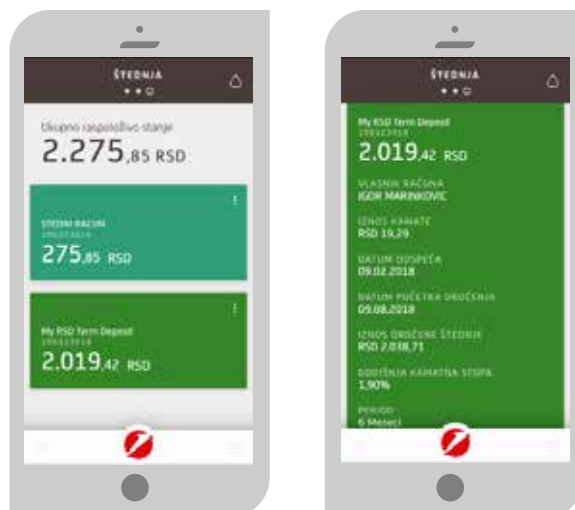 ŠTEDNJA
Ukupno raspoloživo stanje
2.275,85 RSD
ŠTEDNI RAČUN
275,85 RSD
My RSD Term Deposit
2.019,42 RSD
ŠTEDNJA
My RSD Term Deposit
2.019,42 RSD
VLASNIK RAČUNA
IGOR MARINKOVIC
IZNOS KAMATE
RSD 19,29
DATUM DOSPEĆA
09.02.2018
DATUM POČETKA OROČENJA
09.08.2018
IZNOS OROČENE ŠTEDNJE
RSD 2.038,71
GODIŠNJA KAMATNA STOPA
1,90%
PERIOD
6 Meseci